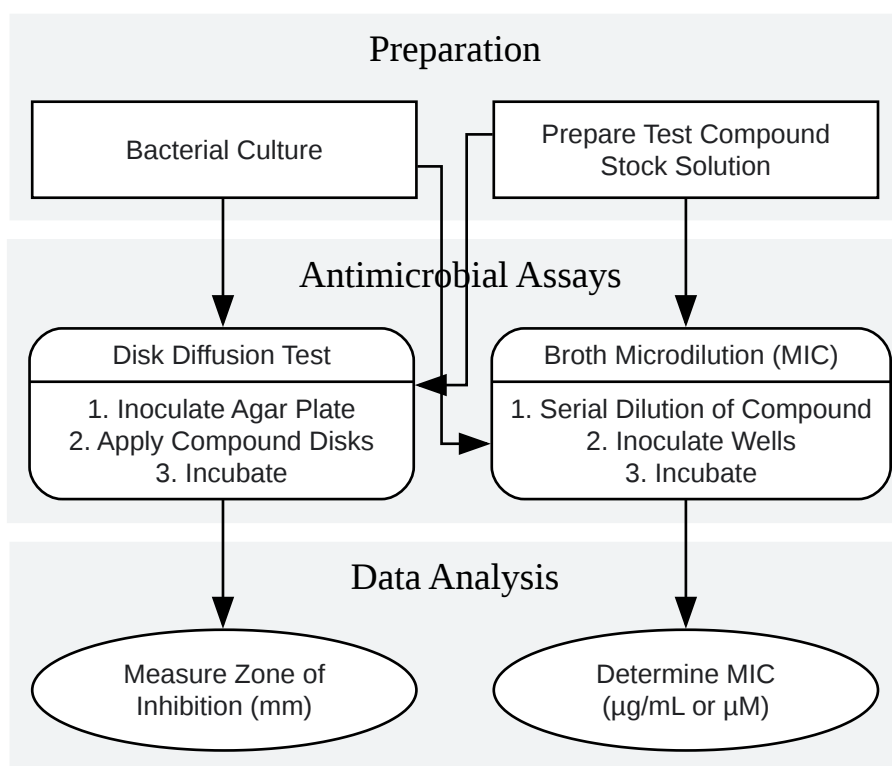 Preparation
Bacterial Culture
Prepare Test Compound
Stock Solution
Antimicrobial Assays
Disk Diffusion Test
1. Inoculate Agar Plate
2. Apply Compound Disks
3. Incubate
Broth Microdilution (MIC)
1. Serial Dilution of Compound
2. Inoculate Wells
3. Incubate
Data Analysis
Measure Zone of
Inhibition (mm)
Determine MIC
(µg/mL or µM)